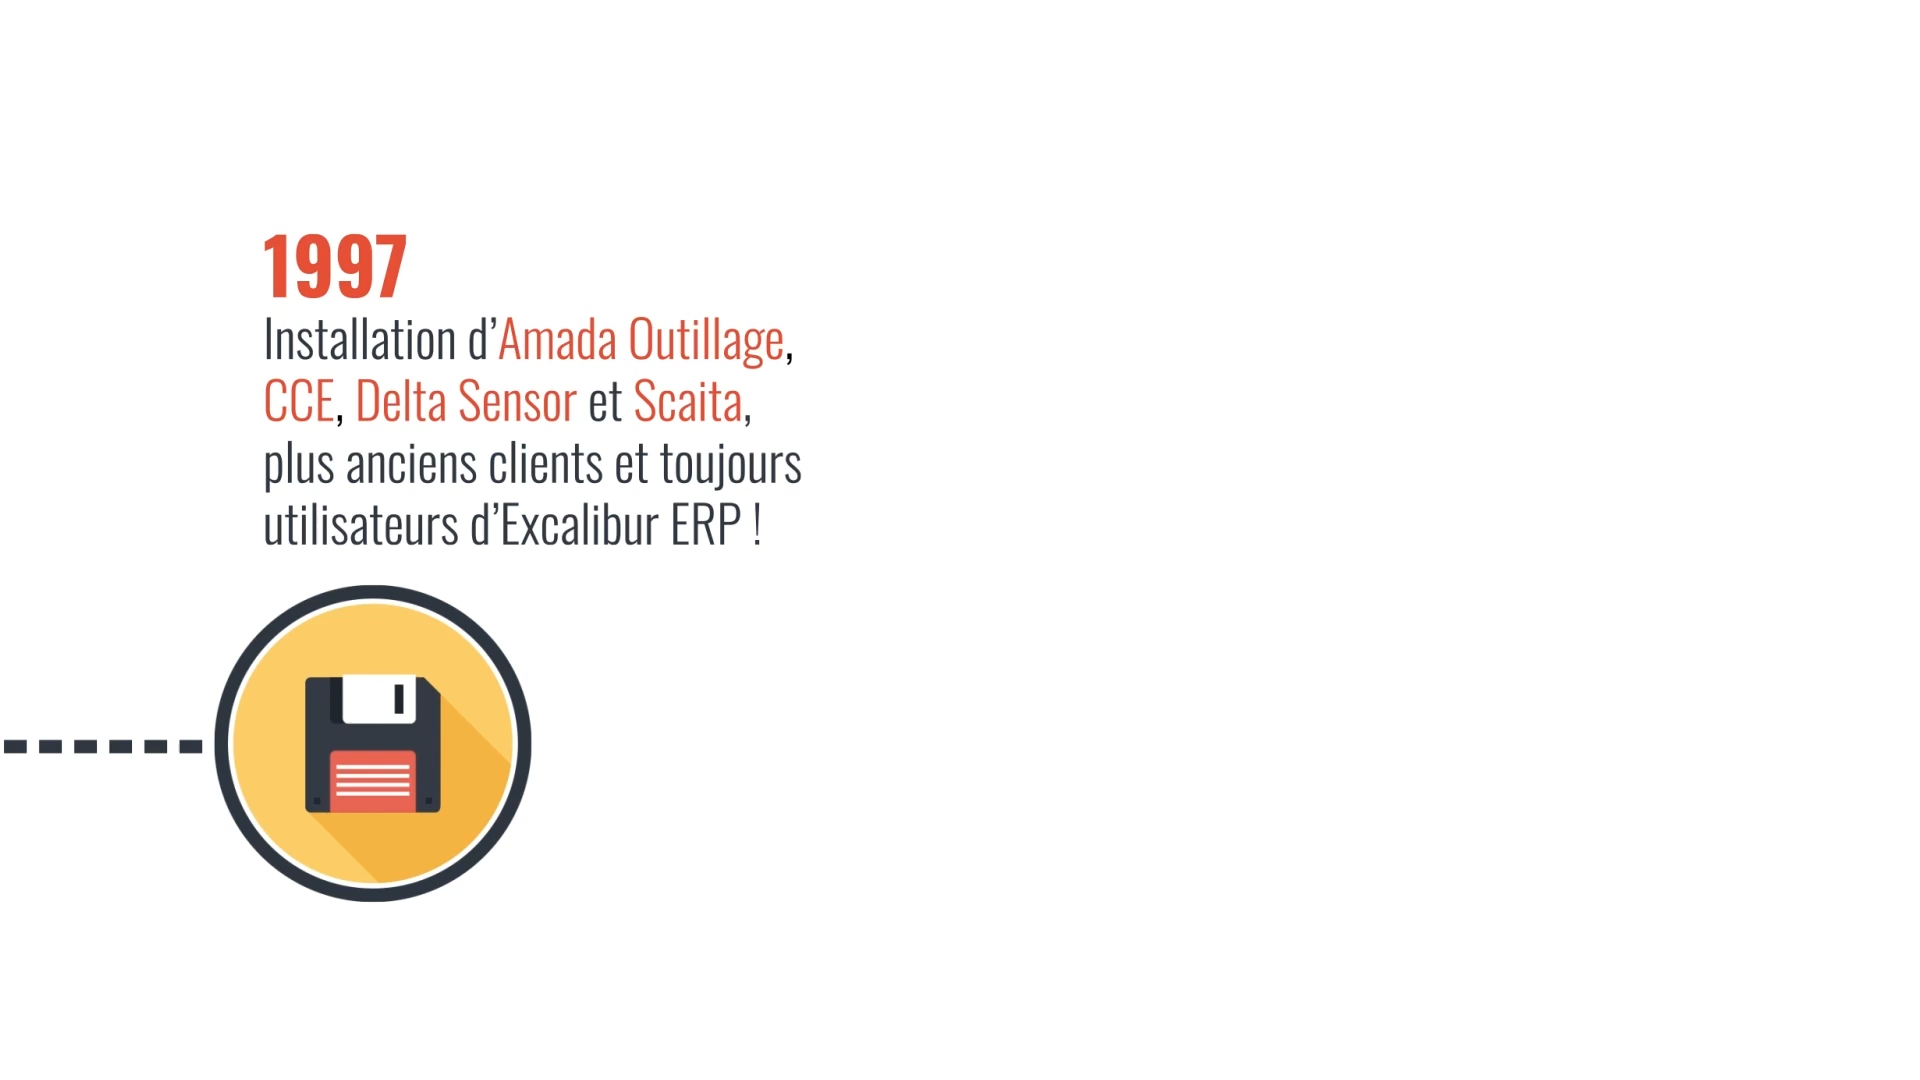 1997
Installation d’Amada Outillage,
CCE, Delta Sensor et Scaita,
plus anciens clients et toujours
utilisateurs d’Excalibur ERP !